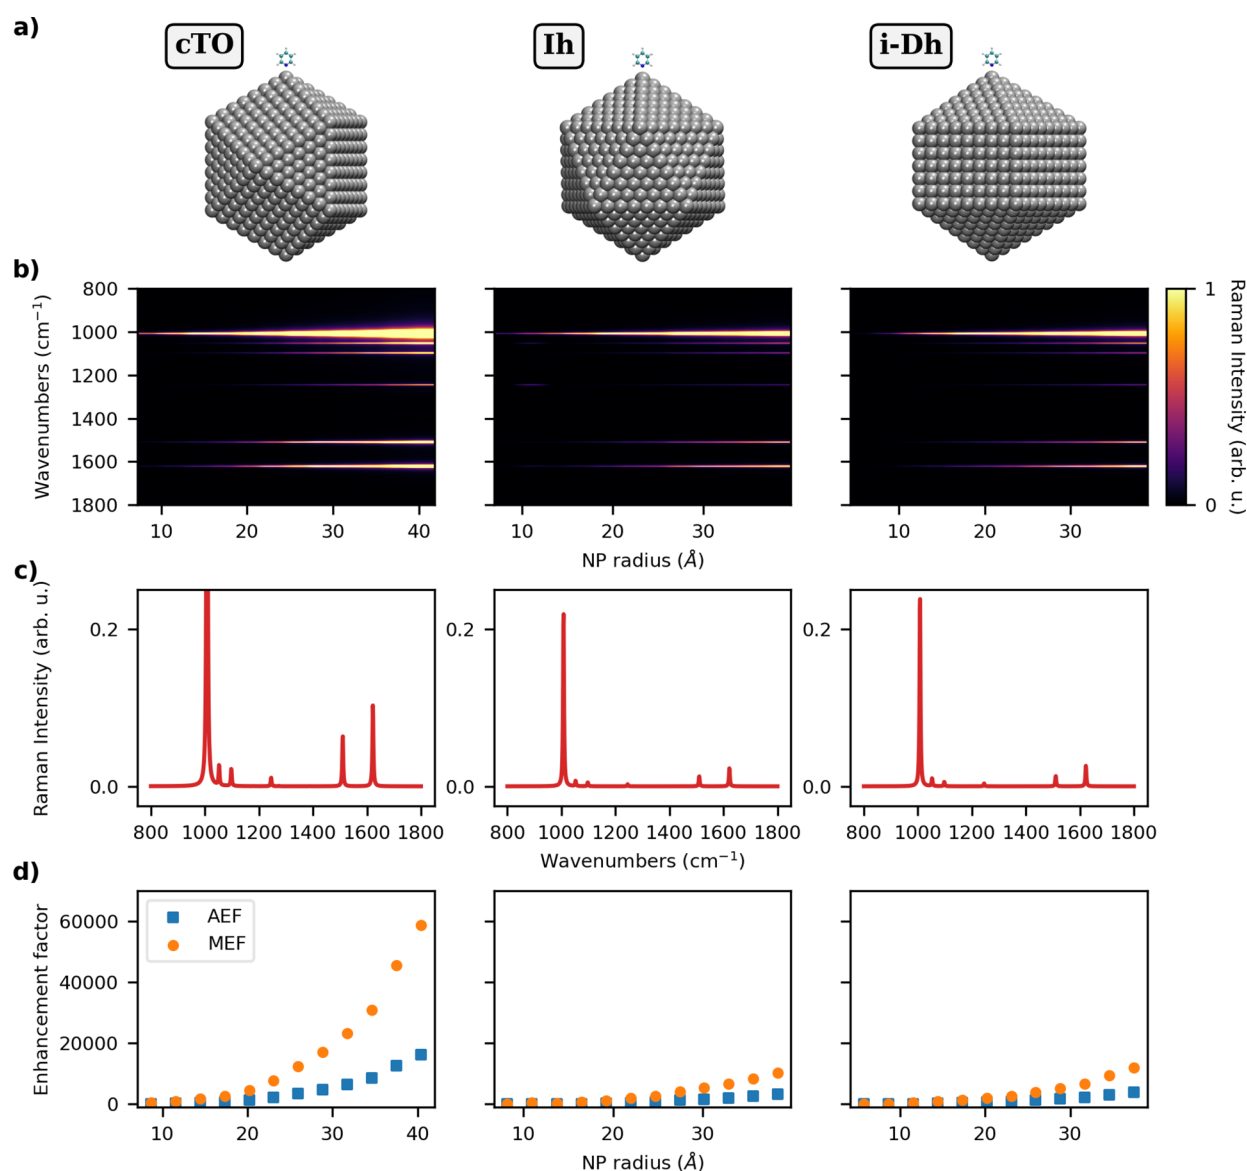 a)
cTO
Ih
i-Dh
b)
Wavenumbers (cm⁻¹)
800
1000
1200
1400
1600
1800
10 20 30 40
10 20 30
10 20 30
NP radius (Å)
1
0
Raman Intensity (arb. u.)
c)
Raman Intensity (arb. u.)
0.2
0.0
0.2
0.0
0.2
0.0
800 1000 1200 1400 1600 1800
800 1000 1200 1400 1600 1800
800 1000 1200 1400 1600 1800
Wavenumbers (cm⁻¹)
d)
Enhancement factor
60000
40000
20000
0
AEF
MEF
10 20 30 40
10 20 30
10 20 30
NP radius (Å)